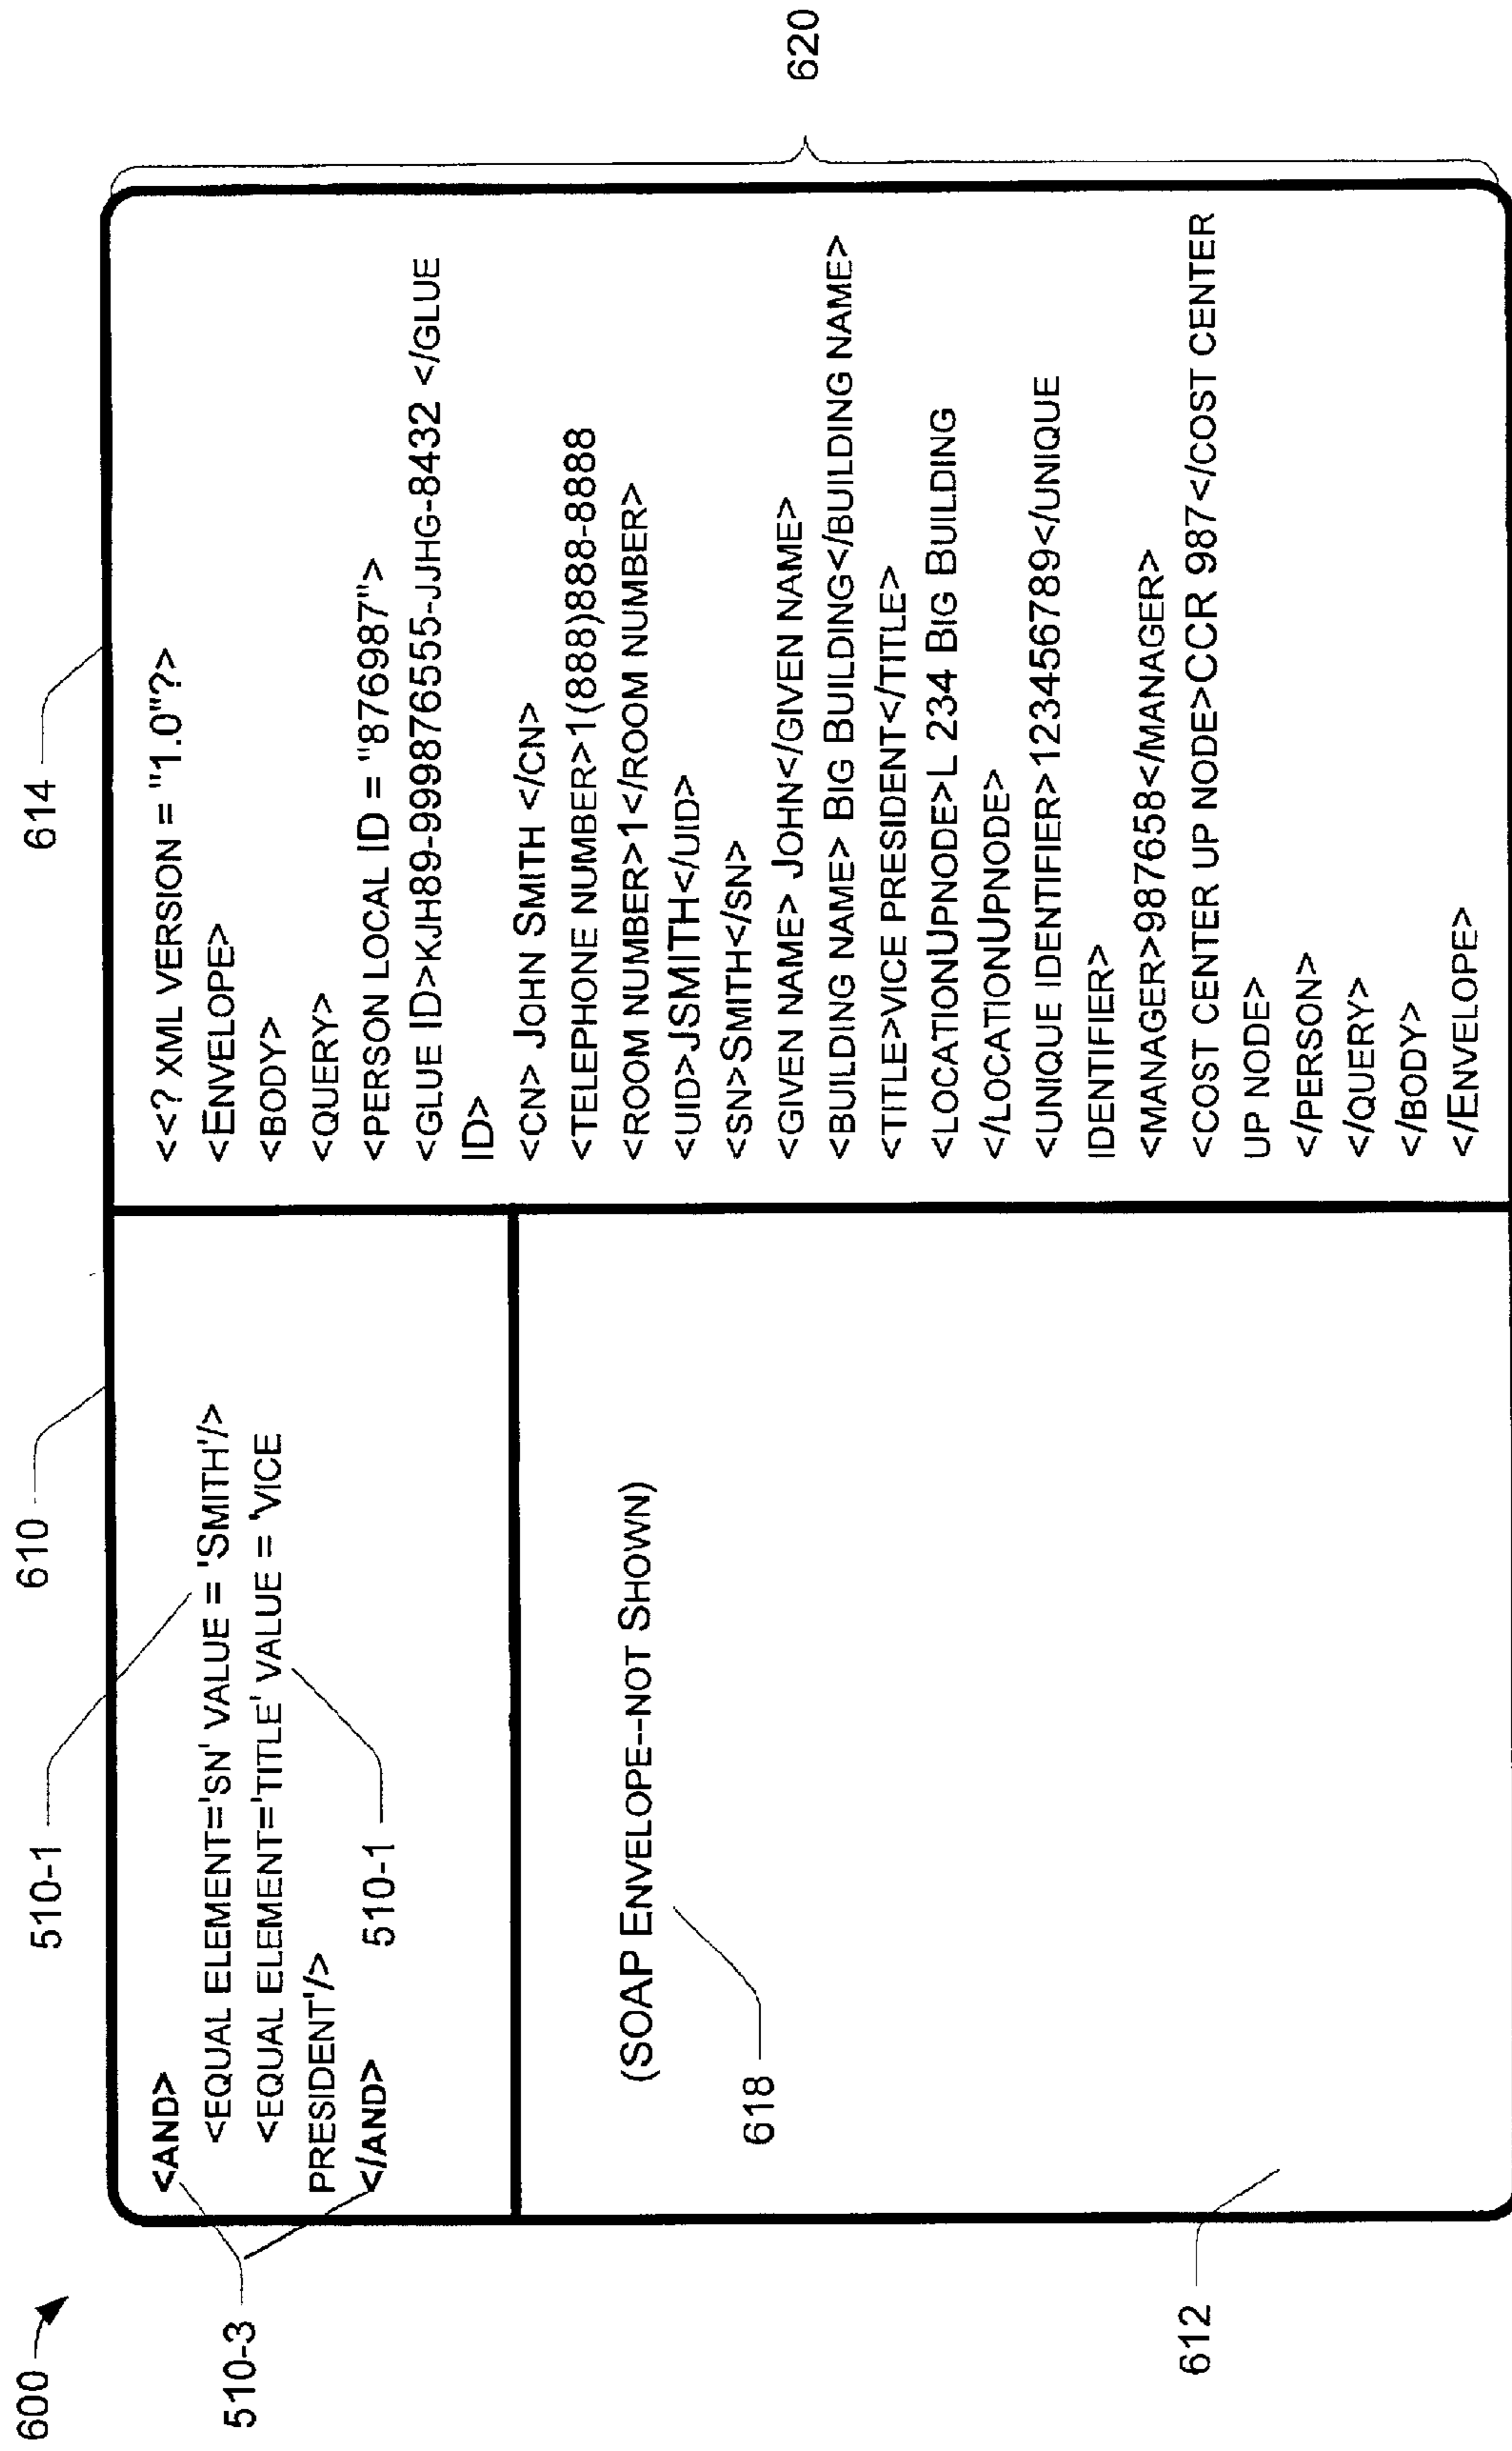 600
510-1
610
614
510-3
<AND>
<EQUAL ELEMENT='SN' VALUE = 'SMITH'/>
<EQUAL ELEMENT='TITLE' VALUE = 'VICE
PRESIDENT'/>
</AND>
510-1
(SOAP ENVELOPE--NOT SHOWN)
618
612
<<? XML VERSION = "1.0"?>
<ENVELOPE>
<BODY>
<QUERY>
<PERSON LOCAL ID = "876987">
<GLUE ID>KJH89-999876555-JJHG-8432 </GLUE
ID>
<CN> JOHN SMITH </CN>
<TELEPHONE NUMBER>1(888)888-8888
<ROOM NUMBER>1</ROOM NUMBER>
<UID>JSMITH</UID>
<SN>SMITH</SN>
<GIVEN NAME> JOHN</GIVEN NAME>
<BUILDING NAME> BIG BUILDING</BUILDING NAME>
<TITLE>VICE PRESIDENT</TITLE>
<LOCATIONUPNODE>L 234 BIG BUILDING
</LOCATIONUPNODE>
<UNIQUE IDENTIFIER>123456789</UNIQUE
IDENTIFIER>
<MANAGER>987658</MANAGER>
<COST CENTER UP NODE>CCR 987</COST CENTER
UP NODE>
</PERSON>
</QUERY>
</BODY>
</ENVELOPE>
620